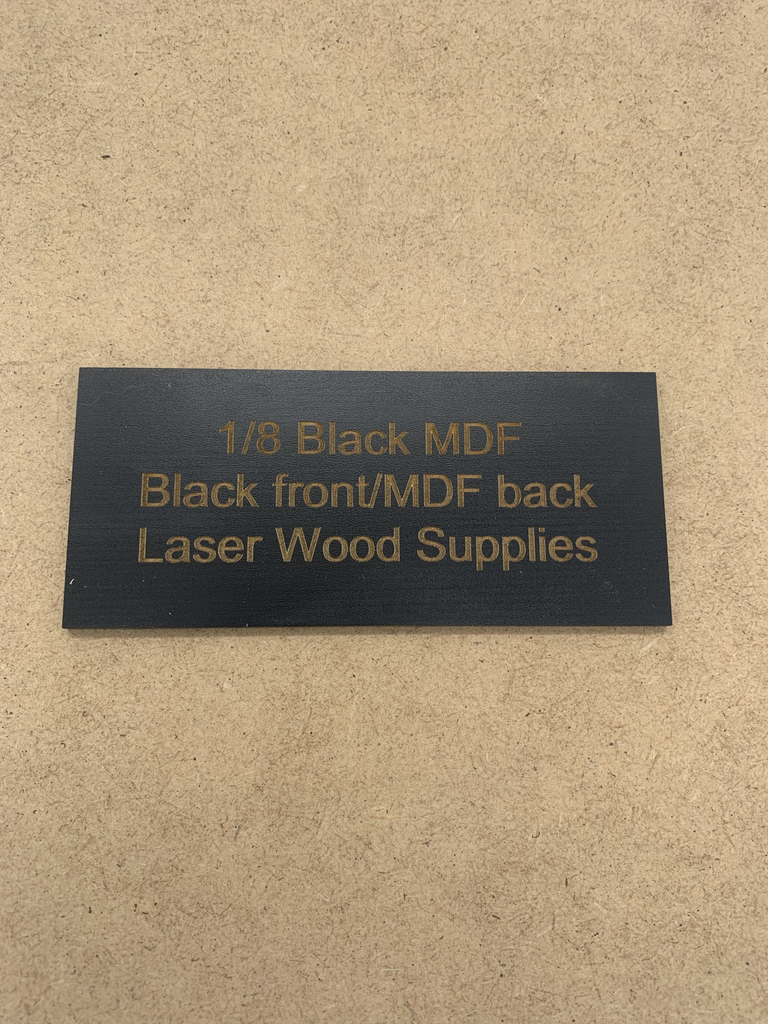 1/8 Black MDF
Black front/MDF back
Laser Wood Supplies